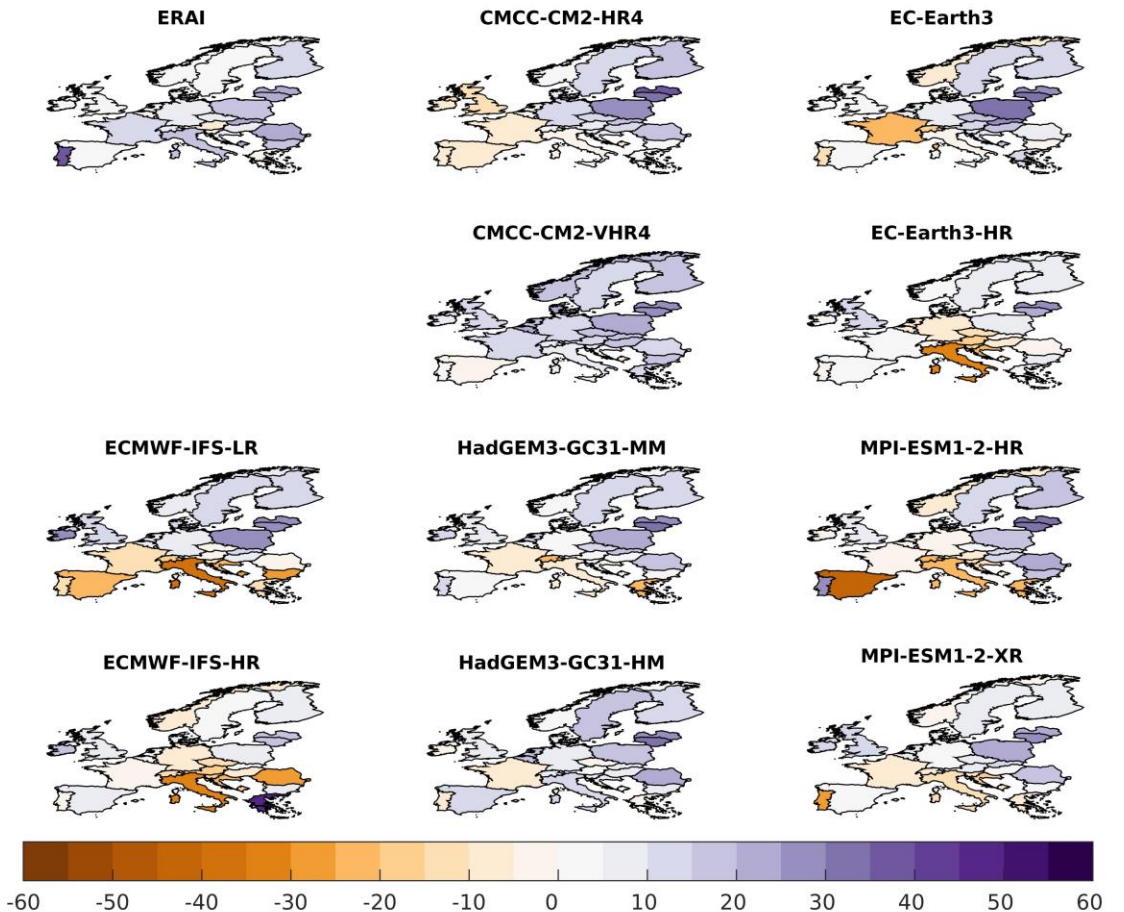 ERAI CMCC-CM2-HR4 EC-Earth3
CMCC-CM2-VHR4 EC-Earth3-HR
ECMWF-IFS-LR HadGEM3-GC31-MM MPI-ESM1-2-HR
ECMWF-IFS-HR HadGEM3-GC31-HM MPI-ESM1-2-XR
-60 -50 -40 -30 -20 -10 0 10 20 30 40 50 60